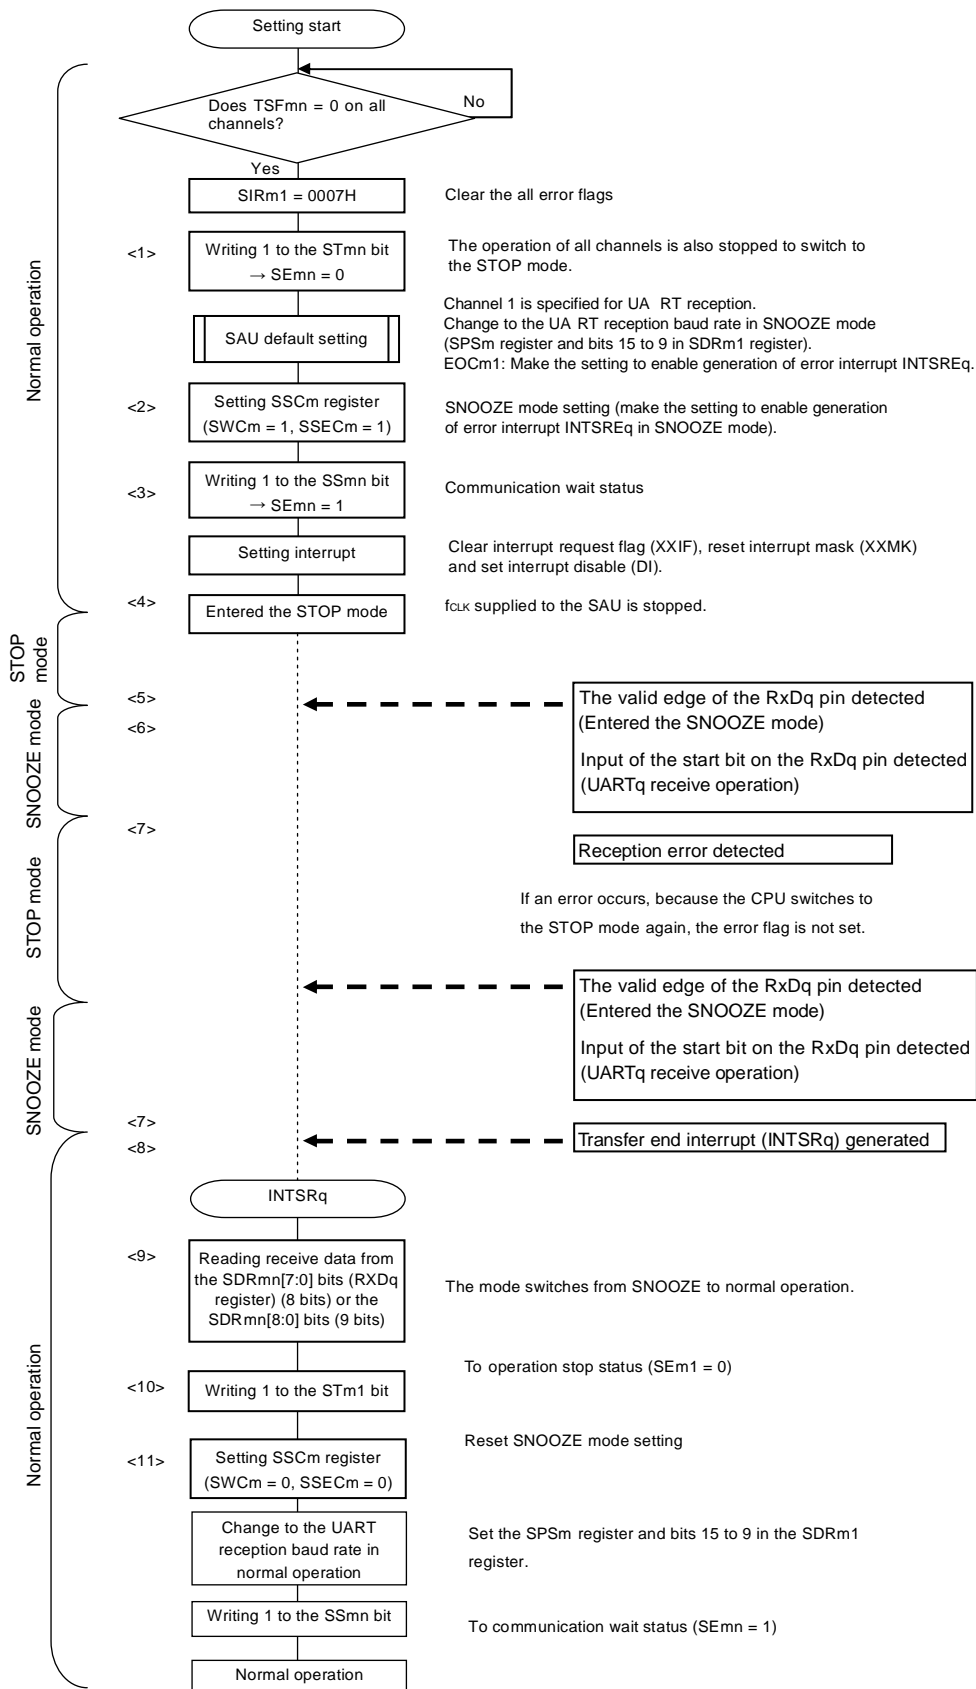 Setting start
Does TSFmn = 0 on all
channels?
No
Yes
SIRm1 = 0007H
Clear the all error flags
Normal operation
<1>
Writing 1 to the STmn bit
→ SEmn = 0
The operation of all channels is also stopped to switch to
the STOP mode.
SAU default setting
Channel 1 is specified for UA RT reception.
Change to the UA RT reception baud rate in SNOOZE mode
(SPSm register and bits 15 to 9 in SDRm1 register).
EOCm1: Make the setting to enable generation of error interrupt INTSREq.
<2>
Setting SSCm register
(SWCm = 1, SSECm = 1)
SNOOZE mode setting (make the setting to enable generation
of error interrupt INTSREq in SNOOZE mode).
<3>
Writing 1 to the SSmn bit
→ SEmn = 1
Communication wait status
Setting interrupt
Clear interrupt request flag (XXIF), reset interrupt mask (XXMK)
and set interrupt disable (DI).
<4>
Entered the STOP mode
fCLK supplied to the SAU is stopped.
STOP
mode
<5>
The valid edge of the RxDq pin detected
(Entered the SNOOZE mode)
SNOOZE mode
<6>
Input of the start bit on the RxDq pin detected
(UARTq receive operation)
<7>
Reception error detected
STOP mode
If an error occurs, because the CPU switches to
the STOP mode again, the error flag is not set.
The valid edge of the RxDq pin detected
(Entered the SNOOZE mode)
SNOOZE mode
Input of the start bit on the RxDq pin detected
(UARTq receive operation)
<7>
<8>
Transfer end interrupt (INTSRq) generated
INTSRq
Normal operation
<9>
Reading receive data from
the SDRmn[7:0] bits (RXDq
register) (8 bits) or the
SDRmn[8:0] bits (9 bits)
The mode switches from SNOOZE to normal operation.
<10>
Writing 1 to the STm1 bit
To operation stop status (SEm1 = 0)
<11>
Setting SSCm register
(SWCm = 0, SSECm = 0)
Reset SNOOZE mode setting
Change to the UART
reception baud rate in
normal operation
Set the SPSm register and bits 15 to 9 in the SDRm1
register.
Writing 1 to the SSmn bit
To communication wait status (SEmn = 1)
Normal operation